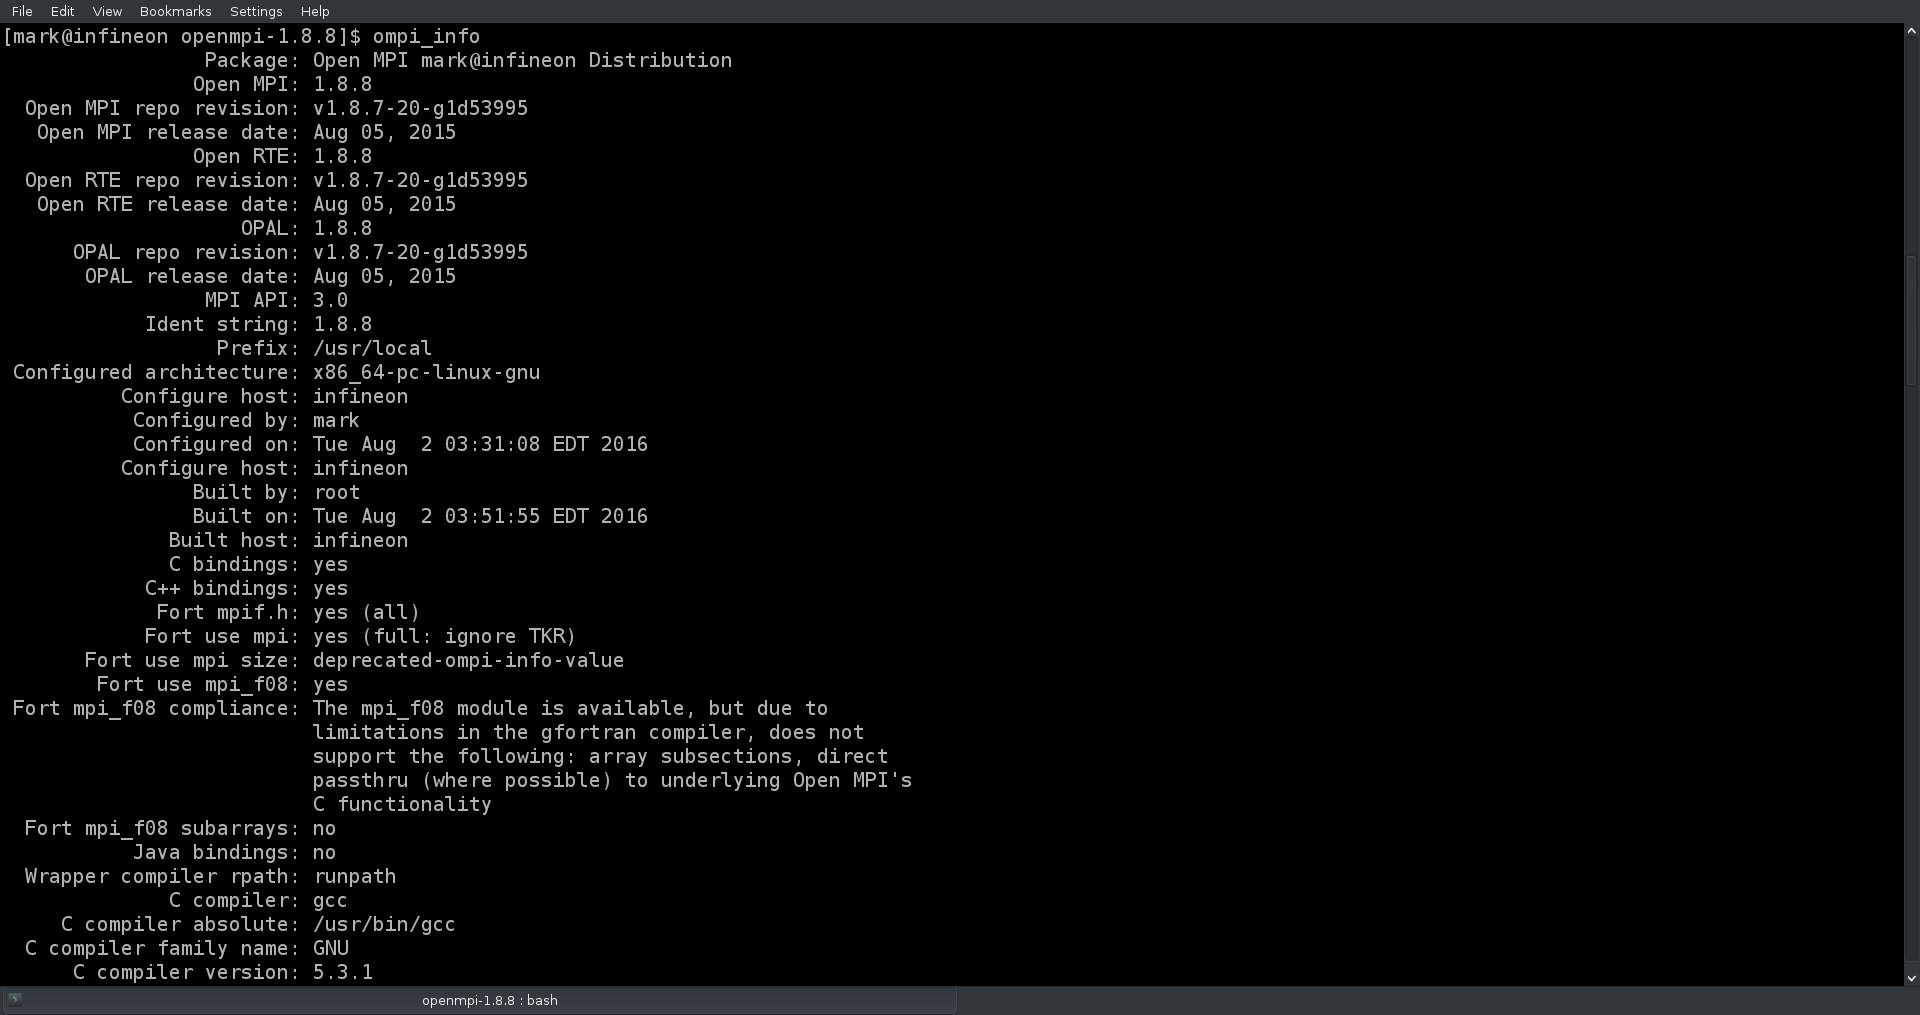 File Edit View Bookmarks Settings Help
[mark@infineon openmpi-1.8.8]$ ompi_info
Package: Open MPI mark@infineon Distribution
Open MPI: 1.8.8
Open MPI repo revision: v1.8.7-20-g1d53995
Open MPI release date: Aug 05, 2015
Open RTE: 1.8.8
Open RTE repo revision: v1.8.7-20-g1d53995
Open RTE release date: Aug 05, 2015
OPAL: 1.8.8
OPAL repo revision: v1.8.7-20-g1d53995
OPAL release date: Aug 05, 2015
MPI API: 3.0
Ident string: 1.8.8
Prefix: /usr/local
Configured architecture: x86_64-pc-linux-gnu
Configure host: infineon
Configured by: mark
Configured on: Tue Aug  2 03:31:08 EDT 2016
Configure host: infineon
Built by: root
Built on: Tue Aug  2 03:51:55 EDT 2016
Built host: infineon
C bindings: yes
C++ bindings: yes
Fort mpif.h: yes (all)
Fort use mpi: yes (full: ignore TKR)
Fort use mpi size: deprecated-ompi-info-value
Fort use mpi_f08: yes
Fort mpi_f08 compliance: The mpi_f08 module is available, but due to
limitations in the gfortran compiler, does not
support the following: array subsections, direct
passthru (where possible) to underlying Open MPI's
C functionality
Fort mpi_f08 subarrays: no
Java bindings: no
Wrapper compiler rpath: runpath
C compiler: gcc
C compiler absolute: /usr/bin/gcc
C compiler family name: GNU
C compiler version: 5.3.1
openmpi-1.8.8 : bash